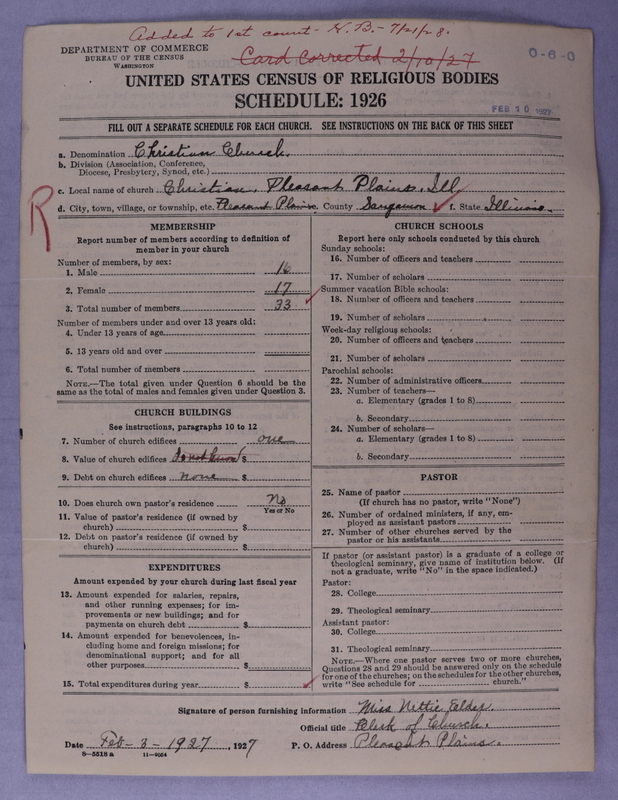 Added to 1st count - H.B. - 7/21/28.
DEPARTMENT OF COMMERCE
BUREAU OF THE CENSUS
WASHINGTON
Card corrected 2/10/27
0-6-0
UNITED STATES CENSUS OF RELIGIOUS BODIES
SCHEDULE: 1926
FEB 10 1927
FILL OUT A SEPARATE SCHEDULE FOR EACH CHURCH. SEE INSTRUCTIONS ON THE BACK OF THIS SHEET
a. Denomination Christian Church.
b. Division (Association, Conference,
Diocese, Presbytery, Synod, etc.)
c. Local name of church Christian, Pleasant Plains, Ill.
R
d. City, town, village, or township, etc. Pleasant Plains. County Sangamon f. State Illinois.
MEMBERSHIP
Report number of members according to definition of
member in your church
Number of members, by sex:
1. Male 16
2. Female 17
3. Total number of members 33
Number of members under and over 13 years old:
4. Under 13 years of age
5. 13 years old and over
6. Total number of members
NOTE.—The total given under Question 6 should be the
same as the total of males and females given under Question 3.
CHURCH BUILDINGS
See instructions, paragraphs 10 to 12
7. Number of church edifices one
8. Value of church edifices $
9. Debt on church edifices none $
10. Does church own pastor's residence No
Yes or No
11. Value of pastor's residence (if owned by
church) $
12. Debt on pastor's residence (if owned by
church) $
EXPENDITURES
Amount expended by your church during last fiscal year
13. Amount expended for salaries, repairs,
and other running expenses; for im-
provements or new buildings; and for
payments on church debt $
14. Amount expended for benevolences, in-
cluding home and foreign missions; for
denominational support; and for all
other purposes $
15. Total expenditures during year $
CHURCH SCHOOLS
Report here only schools conducted by this church
Sunday schools:
16. Number of officers and teachers
17. Number of scholars
Summer vacation Bible schools:
18. Number of officers and teachers
19. Number of scholars
Week-day religious schools:
20. Number of officers and teachers
21. Number of scholars
Parochial schools:
22. Number of administrative officers
23. Number of teachers—
a. Elementary (grades 1 to 8)
b. Secondary
24. Number of scholars—
a. Elementary (grades 1 to 8)
b. Secondary
PASTOR
25. Name of pastor
(If church has no pastor, write "None")
26. Number of ordained ministers, if any, em-
ployed as assistant pastors
27. Number of other churches served by the
pastor or his assistants
If pastor (or assistant pastor) is a graduate of a college or
theological seminary, give name of institution below. (If
not a graduate, write "No" in the space indicated.)
Pastor:
28. College
29. Theological seminary
Assistant pastor:
30. College
31. Theological seminary
NOTE.—Where one pastor serves two or more churches,
Questions 28 and 29 should be answered only on the schedule
for one of the churches; on the schedules for the other churches,
write "See schedule for church."
Signature of person furnishing information Miss Nettie Elder.
Official title Clerk of Church.
Date Feb-3-1927, 1927 P. O. Address Pleasant Plains.
8—5518 a 11—9064